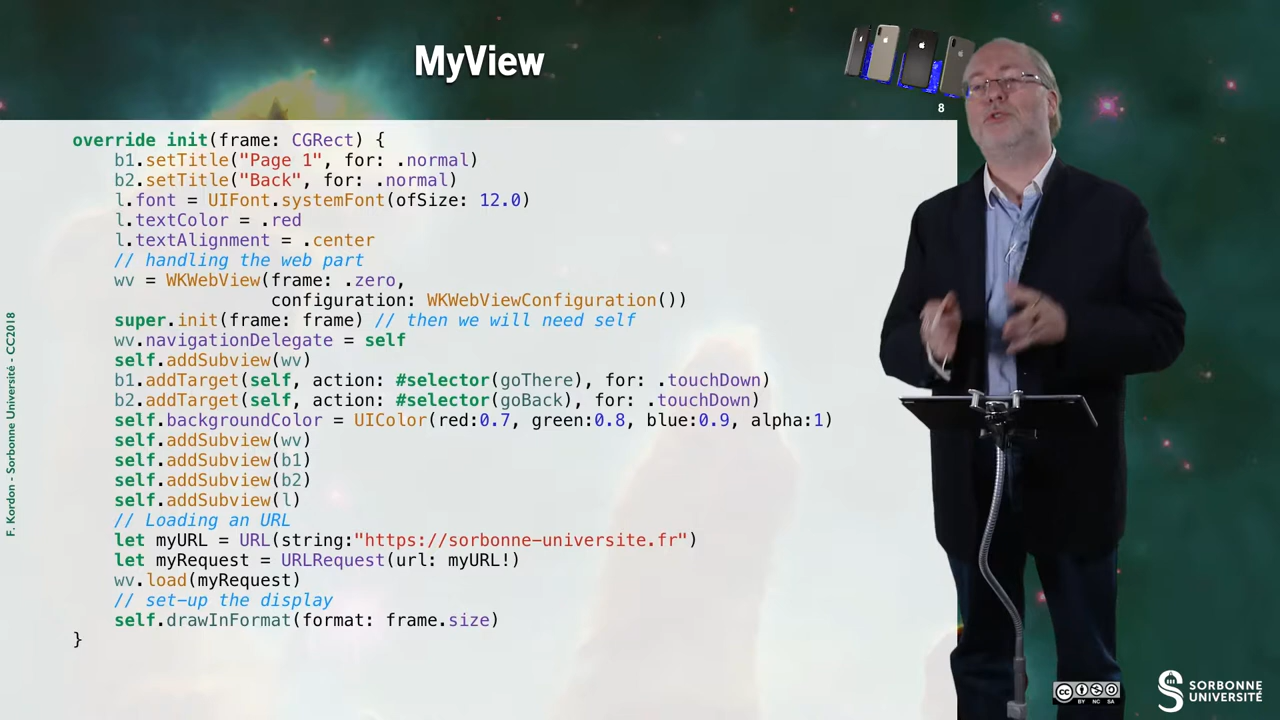 MyView
8
override init(frame: CGRect) {
    b1.setTitle("Page 1", for: .normal)
    b2.setTitle("Back", for: .normal)
    l.font = UIFont.systemFont(ofSize: 12.0)
    l.textColor = .red
    l.textAlignment = .center
    // handling the web part
    wv = WKWebView(frame: .zero,
                   configuration: WKWebViewConfiguration())
    super.init(frame: frame) // then we will need self
    wv.navigationDelegate = self
    self.addSubview(wv)
    b1.addTarget(self, action: #selector(goThere), for: .touchDown)
    b2.addTarget(self, action: #selector(goBack), for: .touchDown)
    self.backgroundColor = UIColor(red:0.7, green:0.8, blue:0.9, alpha:1)
    self.addSubview(wv)
    self.addSubview(b1)
    self.addSubview(b2)
    self.addSubview(l)
    // Loading an URL
    let myURL = URL(string:"https://sorbonne-universite.fr")
    let myRequest = URLRequest(url: myURL!)
    wv.load(myRequest)
    // set-up the display
    self.drawInFormat(format: frame.size)
}
F. Kordon - Sorbonne Université - CC2018
cc
BY NC SA
SORBONNE
UNIVERSITÉ